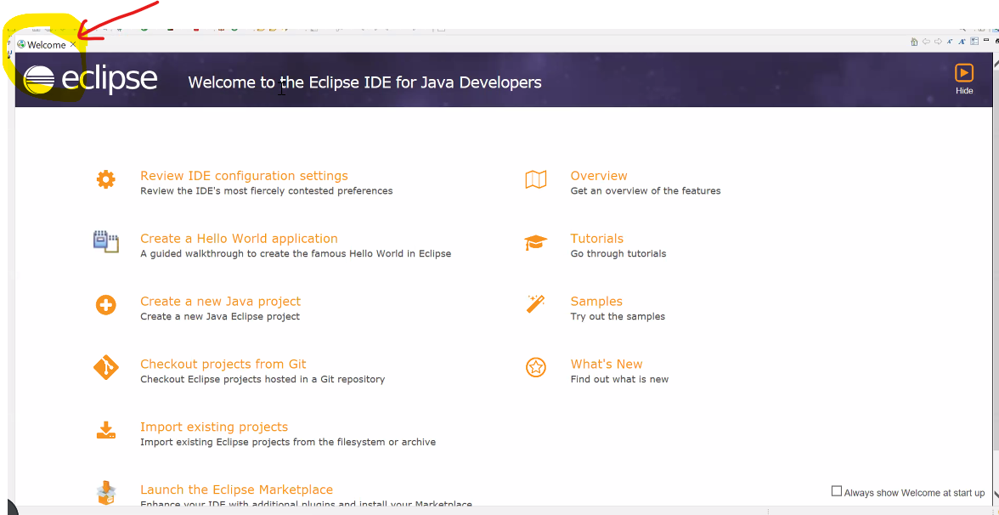 Welcome
eclipse
Welcome to the Eclipse IDE for Java Developers
Hide
Review IDE configuration settings
Review the IDE's most fiercely contested preferences
Create a Hello World application
A guided walkthrough to create the famous Hello World in Eclipse
Create a new Java project
Create a new Java Eclipse project
Checkout projects from Git
Checkout Eclipse projects hosted in a Git repository
Import existing projects
Import existing Eclipse projects from the filesystem or archive
Launch the Eclipse Marketplace
Enhance your IDE with additional plugins and install your Marketplace
Overview
Get an overview of the features
Tutorials
Go through tutorials
Samples
Try out the samples
What's New
Find out what is new
Always show Welcome at start up